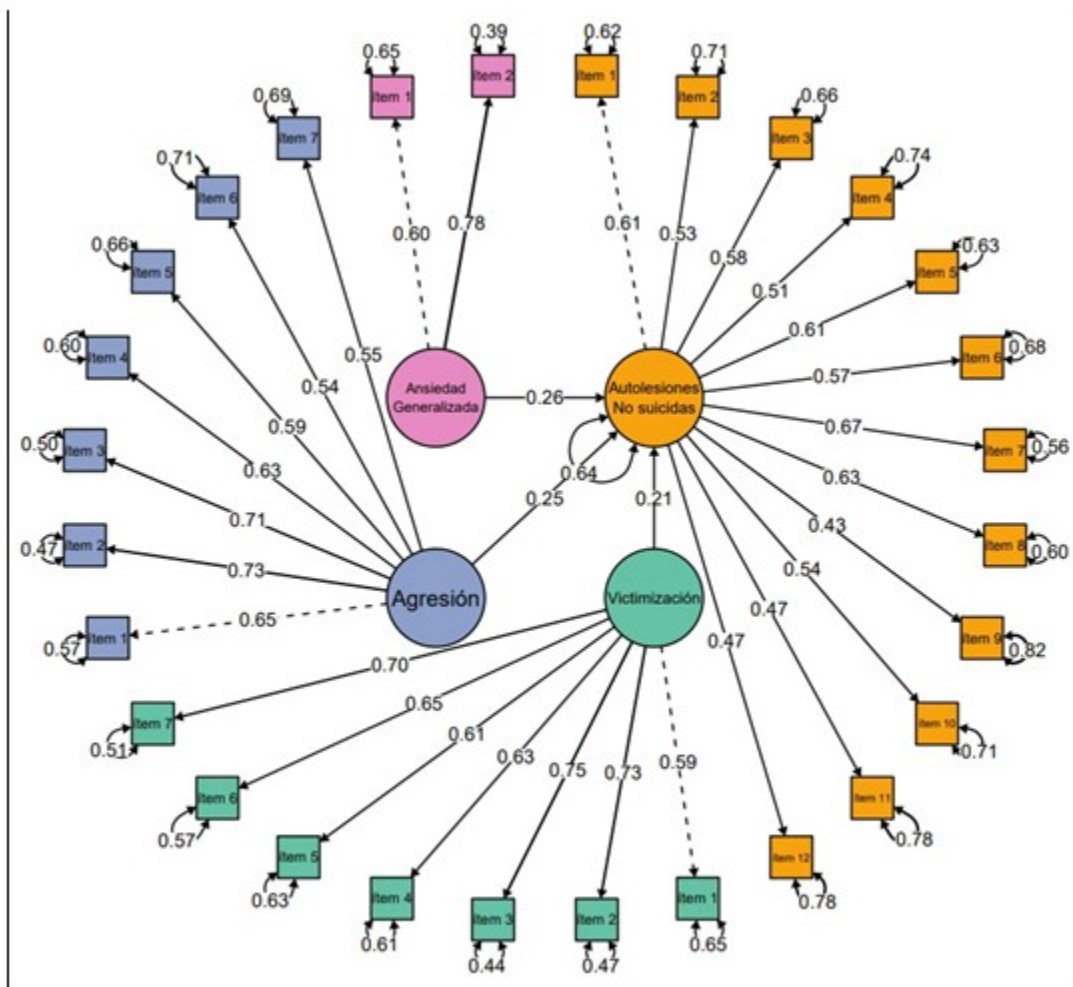 0.39
0.65
0.62
0.71
0.69
Item 1
Item 2
Item 1
Item 2
0.66
Item 7
Item 3
0.71
0.74
Item 6
Item 4
0.66
0.63
Item 5
Item 5
0.60
0.78
0.61
0.53
0.58
0.51
0.61
0.60
Item 4
0.55
0.54
0.59
Item 6
0.68
0.57
Ansiedad
Generalizada
0.26
Autolesiones
No suicidas
0.50
Item 3
0.63
0.64
0.67
Item 7
0.56
0.71
0.25
0.21
0.63
0.43
0.47
Item 2
0.73
0.54
Item 8
0.60
Agresión
Victimización
0.65
0.57
Item 1
0.47
0.47
Item 9
0.82
0.70
0.65
0.61
0.63
0.75
0.73
0.59
Item 7
0.51
Item 10
0.71
Item 6
0.57
Item 11
0.78
Item 5
0.63
Item 12
0.78
Item 4
0.61
Item 3
0.44
Item 2
0.47
Item 1
0.65